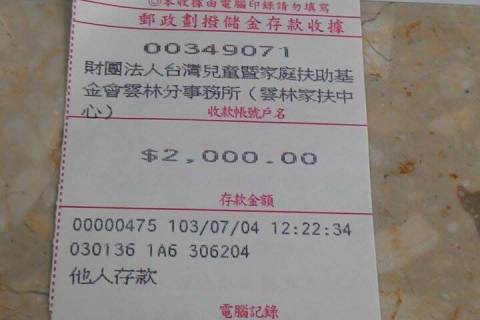 ◎本收據由電腦印錄請勿填寫
郵政劃撥儲金存款收據
00349071
財團法人台灣兒童暨家庭扶助基
金會雲林分事務所（雲林家扶中
心）
收款帳號戶名
$2,000.00
存款金額
00000475 103/07/04 12:22:34
030136 1A6 306204
他人存款
電腦記錄